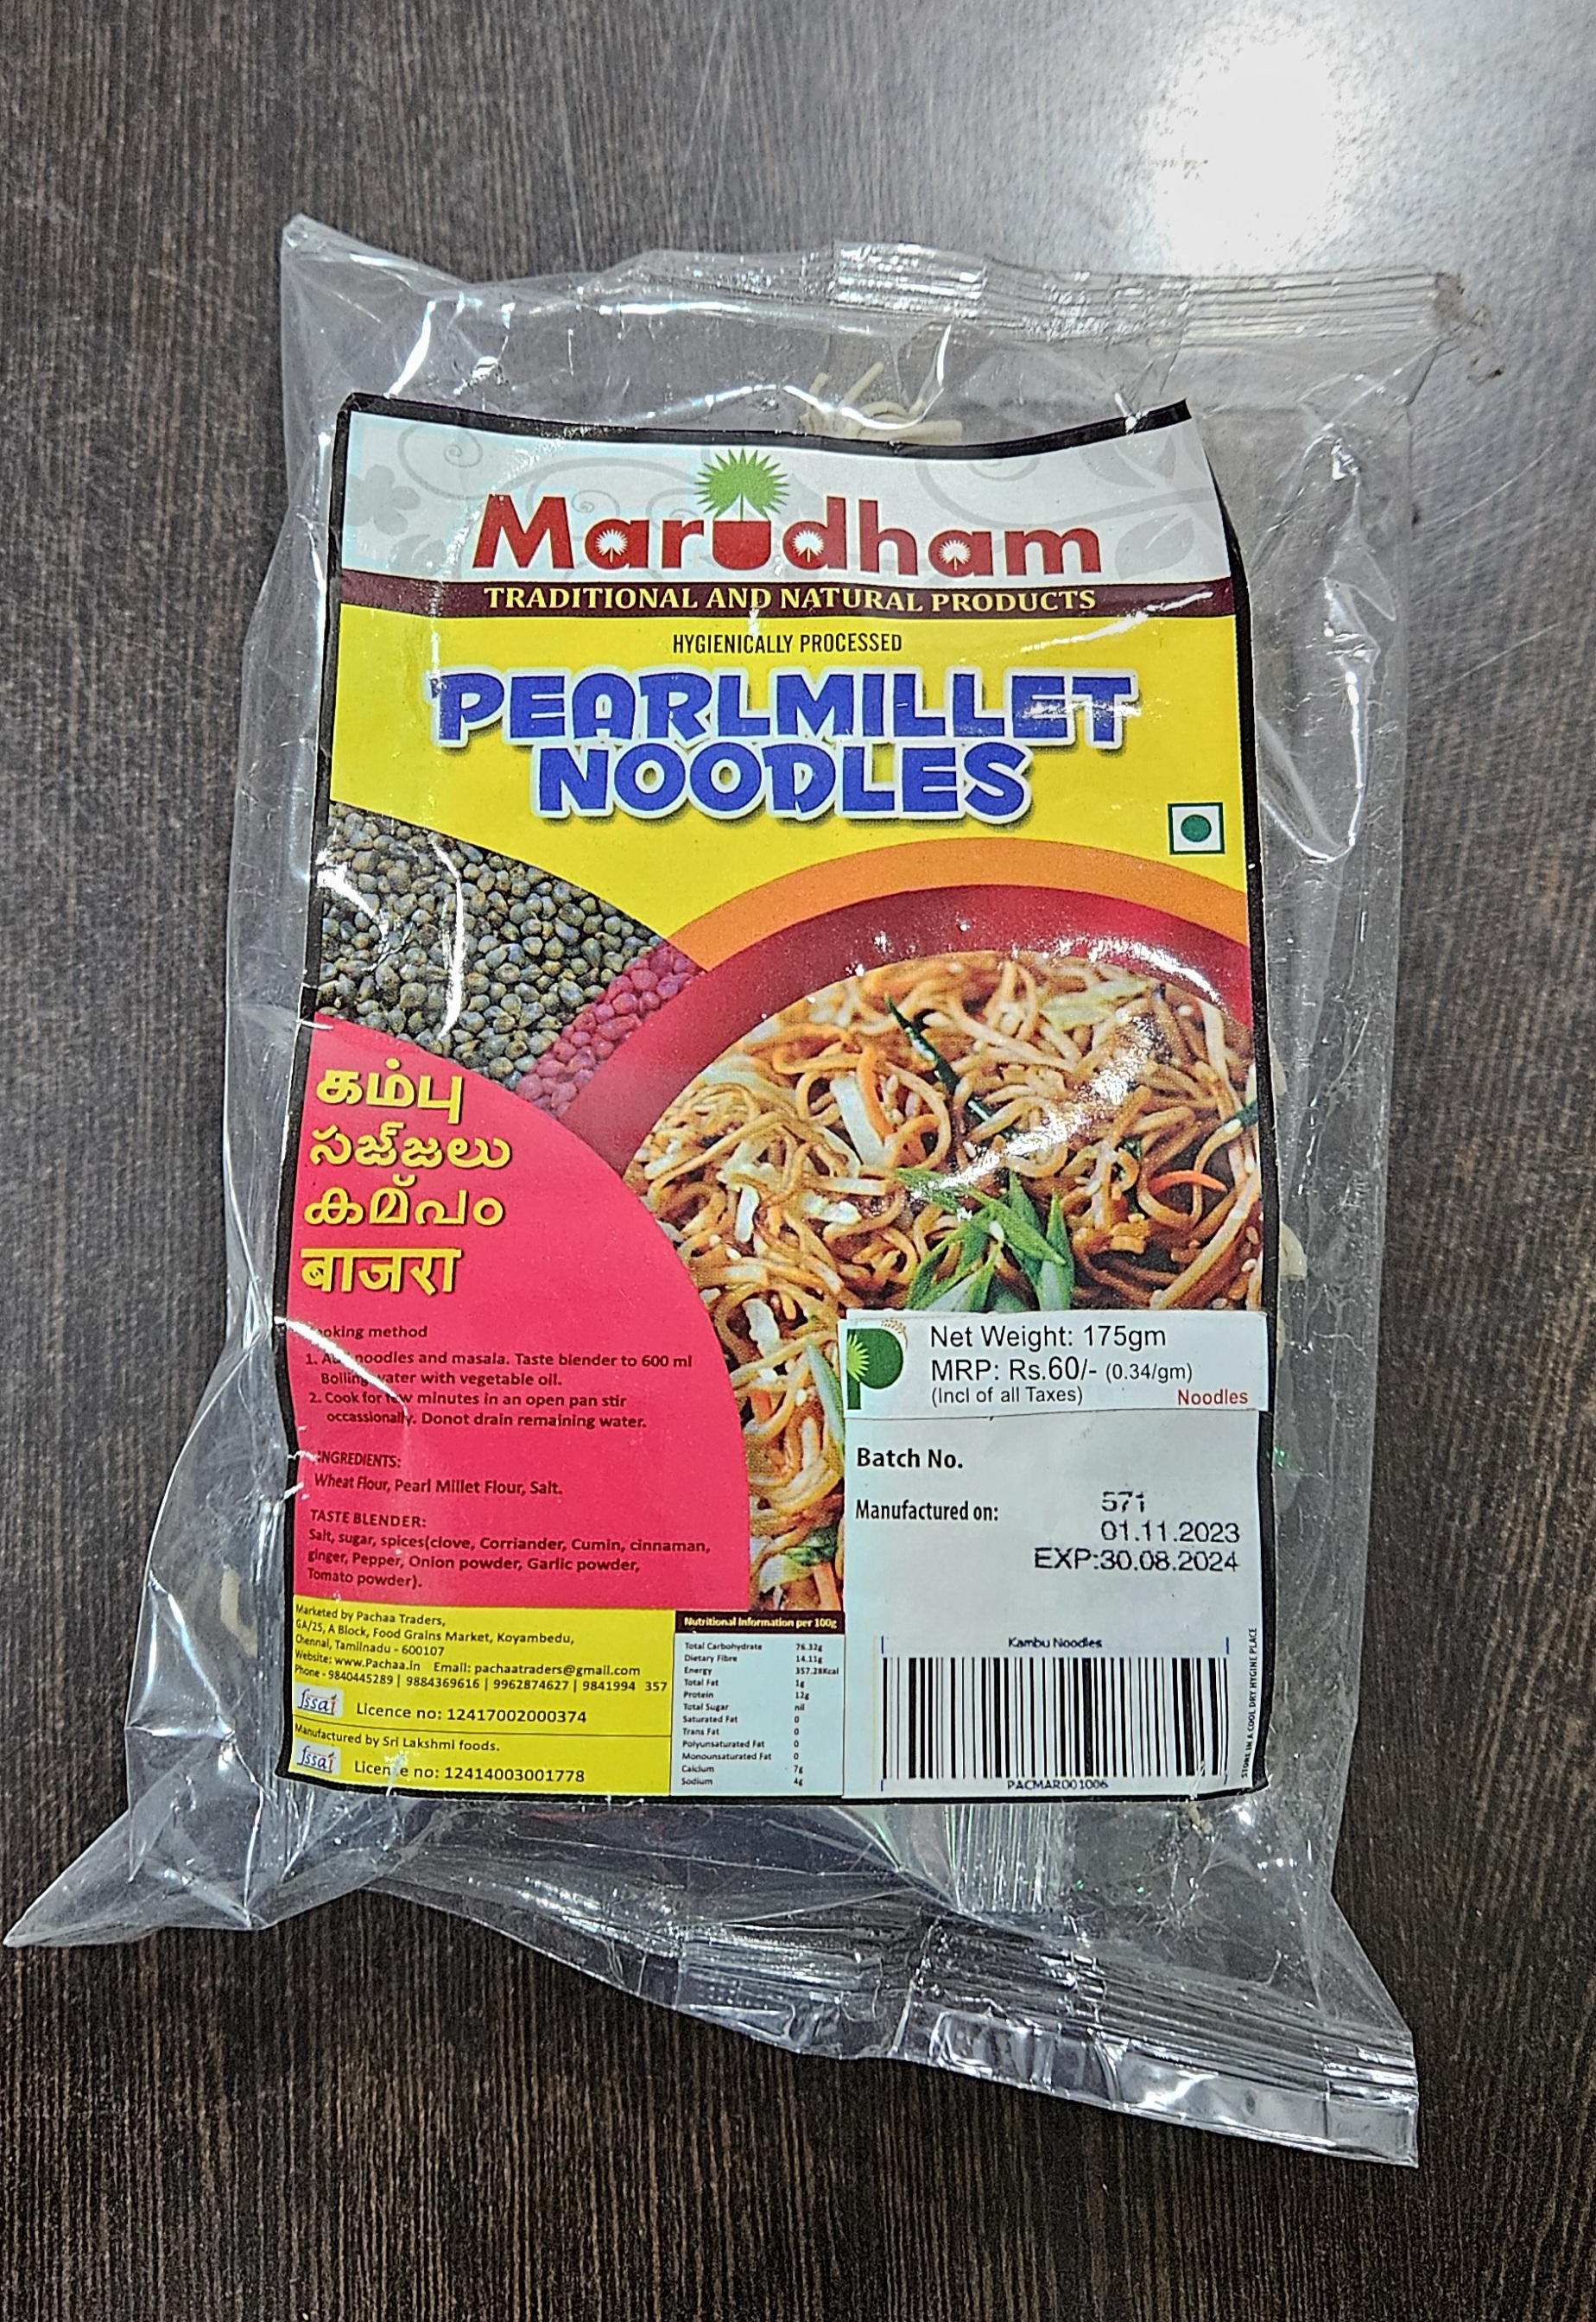 Marudham
TRADITIONAL AND NATURAL PRODUCTS
HYGIENICALLY PROCESSED
PEARLMILLET
NOODLES
கம்பு
సజ్జలు
കമ്പം
बाजरा
oking method
1. Add noodles and masala. Taste blender to 600 ml
Boiling water with vegetable oil.
2. Cook for few minutes in an open pan stir
occassionally. Donot drain remaining water.
INGREDIENTS:
Wheat Flour, Pearl Millet Flour, Salt.
TASTE BLENDER:
Salt, sugar, spices(clove, Corriander, Cumin, cinnaman,
ginger, Pepper, Onion powder, Garlic powder,
Tomato powder).
Net Weight: 175gm
MRP: Rs.60/- (0.34/gm)
(Incl of all Taxes) Noodles
Batch No.
571
Manufactured on:
01.11.2023
EXP:30.08.2024
Marketed by Pachaa Traders,
GA/25, A Block, Food Grains Market, Koyambedu,
Chennai, Tamilnadu - 600107
Website: www.Pachaa.in Email: pachaatraders@gmail.com
Phone - 9840445289 | 9884369616 | 9962874627 | 9841994 357
fssai Licence no: 12417002000374
Manufactured by Sri Lakshmi foods.
fssai Licence no: 12414003001778
Nutritional Information per 100g
Total Carbohydrate 76.32g
Dietary Fibre 14.11g
Energy 357.28Kcal
Total Fat 1g
Protein 12g
Total Sugar nil
Saturated Fat 0
Trans Fat 0
Polyunsaturated Fat 0
Monounsaturated Fat 0
Calcium 7g
Sodium 4g
Kambu Noodles
PACMAR001006
STORE IN A COOL DRY HYGINE PLACE